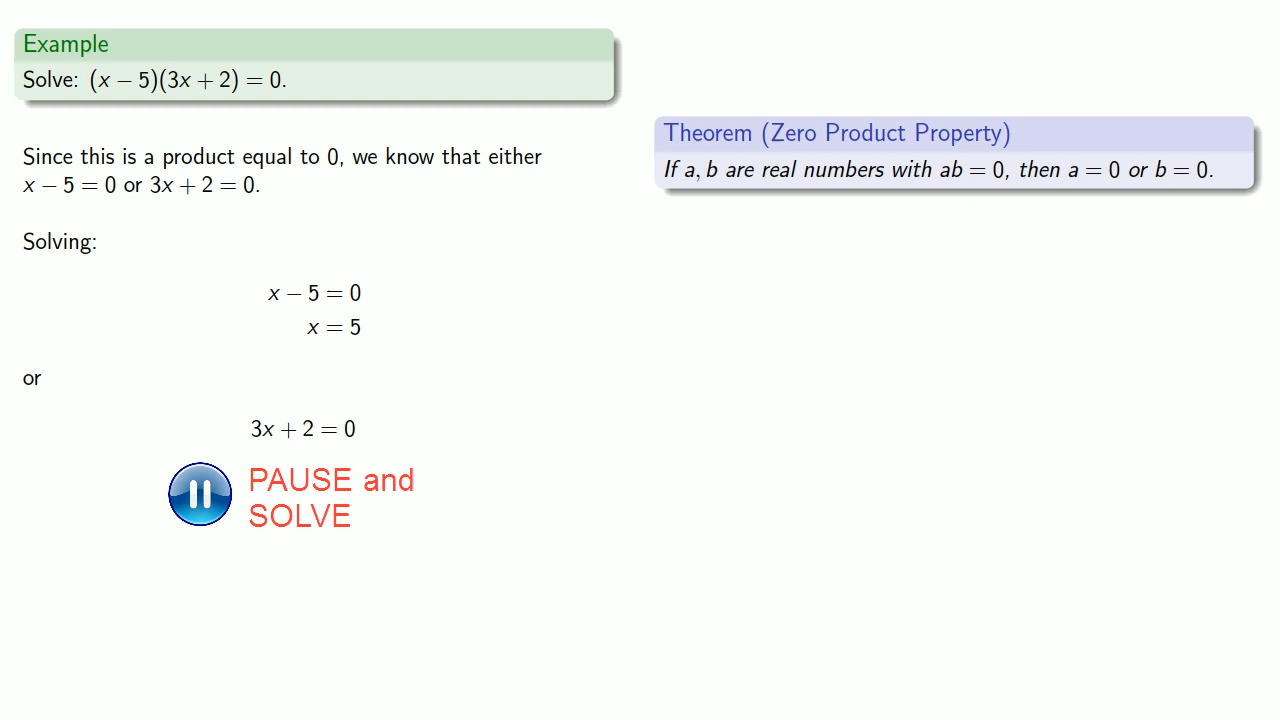 Example
Solve: (x − 5)(3x + 2) = 0.
Since this is a product equal to 0, we know that either
x − 5 = 0 or 3x + 2 = 0.
Solving:
x − 5 = 0
x = 5
or
3x + 2 = 0
PAUSE and
SOLVE
Theorem (Zero Product Property)
If a, b are real numbers with ab = 0, then a = 0 or b = 0.